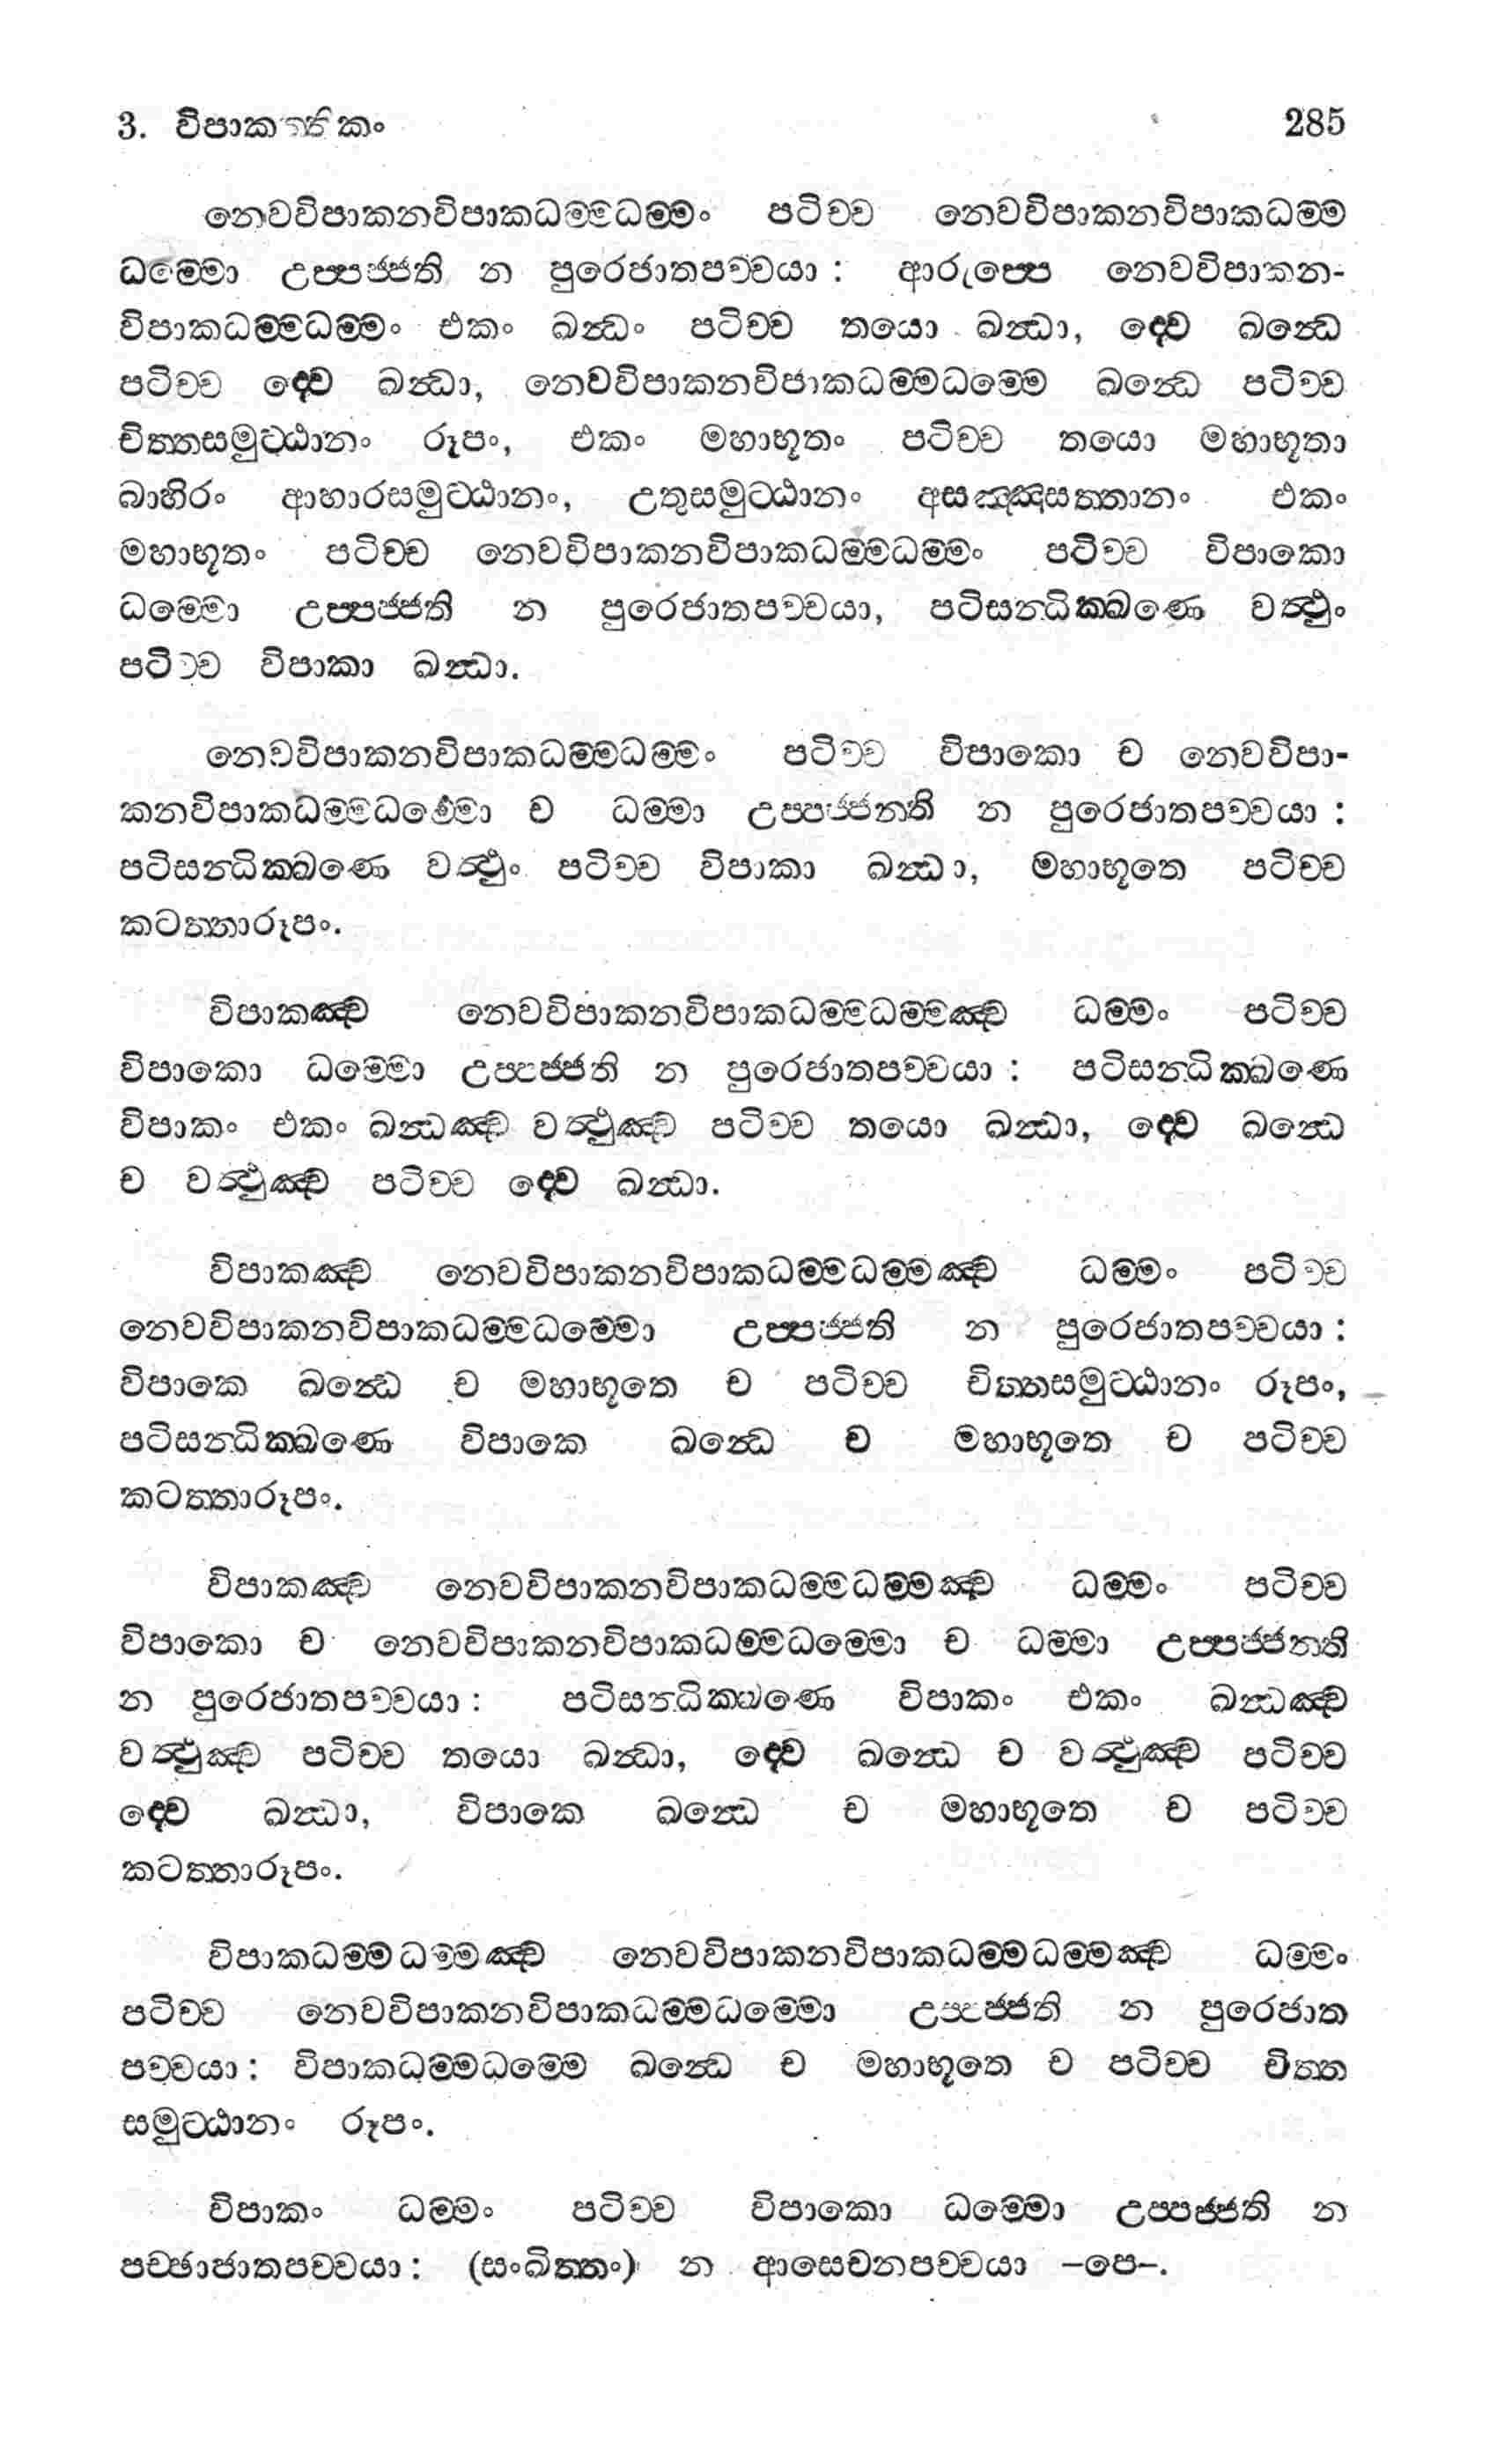 3. විපාකත්තිකං 285
නෙවවිපාකනවිපාකධම්මධම්මං පටිච්ච නෙවවිපාකනවිපාකධම්ම
ධම්මො උප්පජ්ජති න පුරෙජාතපච්චයා : ආරුප්පෙ නෙවවිපාකන-
විපාකධම්මධම්මං එකං ඛන්ධං පටිච්ච තයො ඛන්ධා, ද්වෙ ඛන්ධෙ
පටිච්ච ද්වෙ ඛන්ධා, නෙවවිපාකනවිපාකධම්මධම්මෙ ඛන්ධෙ පටිච්ච
චිත්තසමුට්ඨානං රූපං, එකං මහාභූතං පටිච්ච තයො මහාභූතා
බාහිරං ආහාරසමුට්ඨානං, උතුසමුට්ඨානං අසඤ්ඤසත්තානං එකං
මහාභූතං පටිච්ච නෙවවිපාකනවිපාකධම්මධම්මං පටිච්ච විපාකො
ධම්මො උප්පජ්ජති න පුරෙජාතපච්චයා, පටිසන්ධික්ඛණෙ වත්ථුං
පටිච්ච විපාකා ඛන්ධා.
නෙවවිපාකනවිපාකධම්මධම්මං පටිච්ච විපාකො ච නෙවවිපා-
කනවිපාකධම්මධම්මො ච ධම්මා උප්පජ්ජන්ති න පුරෙජාතපච්චයා :
පටිසන්ධික්ඛණෙ වත්ථුං පටිච්ච විපාකා ඛන්ධා, මහාභූතෙ පටිච්ච
කටත්තාරූපං.
විපාකඤ්ච නෙවවිපාකනවිපාකධම්මධම්මඤ්ච ධම්මං පටිච්ච
විපාකො ධම්මො උප්පජ්ජති න පුරෙජාතපච්චයා : පටිසන්ධික්ඛණෙ
විපාකං එකං ඛන්ධඤ්ච වත්ථුඤ්ච පටිච්ච තයො ඛන්ධා, ද්වෙ ඛන්ධෙ
ච වත්ථුඤ්ච පටිච්ච ද්වෙ ඛන්ධා.
විපාකඤ්ච නෙවවිපාකනවිපාකධම්මධම්මඤ්ච ධම්මං පටිච්ච
නෙවවිපාකනවිපාකධම්මධම්මො උප්පජ්ජති න පුරෙජාතපච්චයා :
විපාකෙ ඛන්ධෙ ච මහාභූතෙ ච පටිච්ච චිත්තසමුට්ඨානං රූපං,
පටිසන්ධික්ඛණෙ විපාකෙ ඛන්ධෙ ච මහාභූතෙ ච පටිච්ච
කටත්තාරූපං.
විපාකඤ්ච නෙවවිපාකනවිපාකධම්මධම්මඤ්ච ධම්මං පටිච්ච
විපාකො ච නෙවවිපාකනවිපාකධම්මධම්මො ච ධම්මා උප්පජ්ජන්ති
න පුරෙජාතපච්චයා : පටිසන්ධික්ඛණෙ විපාකං එකං ඛන්ධඤ්ච
වත්ථුඤ්ච පටිච්ච තයො ඛන්ධා, ද්වෙ ඛන්ධෙ ච වත්ථුඤ්ච පටිච්ච
ද්වෙ ඛන්ධා, විපාකෙ ඛන්ධෙ ච මහාභූතෙ ච පටිච්ච
කටත්තාරූපං.
විපාකධම්මධම්මඤ්ච නෙවවිපාකනවිපාකධම්මධම්මඤ්ච ධම්මං
පටිච්ච නෙවවිපාකනවිපාකධම්මධම්මො උප්පජ්ජති න පුරෙජාත
පච්චයා : විපාකධම්මධම්මෙ ඛන්ධෙ ච මහාභූතෙ ච පටිච්ච චිත්ත
සමුට්ඨානං රූපං.
විපාකං ධම්මං පටිච්ච විපාකො ධම්මො උප්පජ්ජති න
පච්ඡාජාතපච්චයා : (සංඛිත්තං) න ආසෙවනපච්චයා –පෙ–.